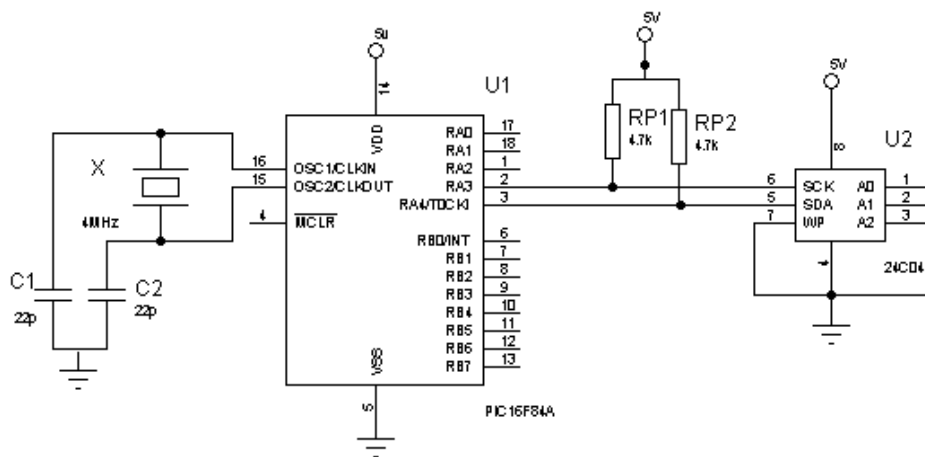 5v
14
U1
VDD
X
4MHz
C1
22p
C2
22p
16
OSC1/CLKIN
15
OSC2/CLKOUT
4
MCLR
RA0
17
RA1
18
RA2
1
RA3
2
RA4/T0CKI
3
RB0/INT
6
RB1
7
RB2
8
RB3
9
RB4
10
RB5
11
RB6
12
RB7
13
VSS
5
PIC16F84A
5V
RP1
4.7k
RP2
4.7k
5V
8
U2
6
SCK
5
SDA
7
WP
A0
1
A1
2
A2
3
4
24C04